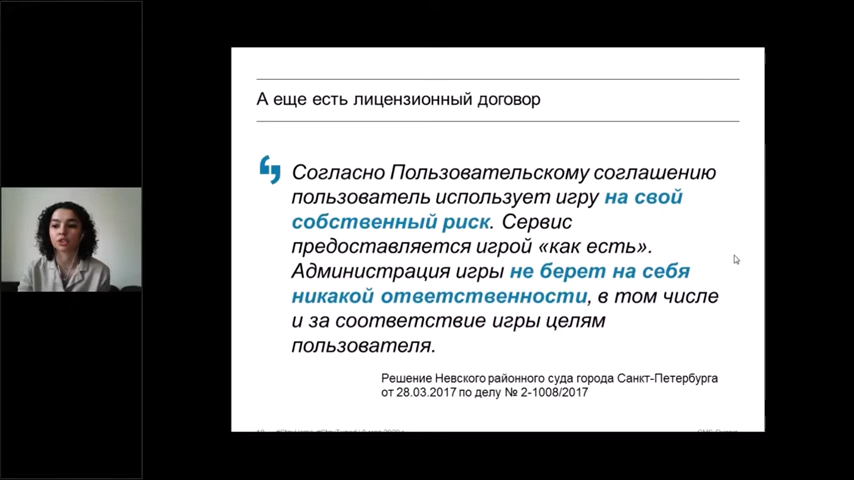 А еще есть лицензионный договор
Согласно Пользовательскому соглашению
пользователь использует игру на свой
собственный риск. Сервис
предоставляется игрой «как есть».
Администрация игры не берет на себя
никакой ответственности, в том числе
и за соответствие игры целям
пользователя.
Решение Невского районного суда города Санкт-Петербурга
от 28.03.2017 по делу № 2-1008/2017